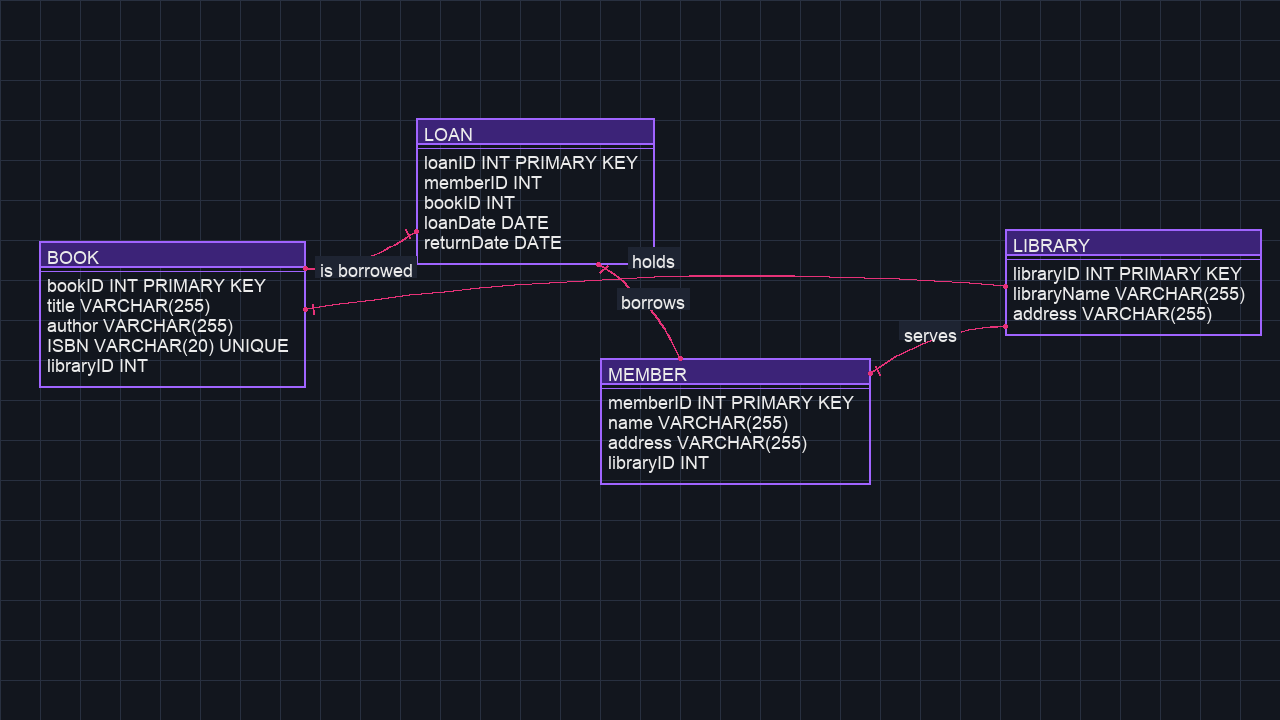 LOAN
loanID INT PRIMARY KEY
memberID INT
bookID INT
loanDate DATE
returnDate DATE
BOOK
bookID INT PRIMARY KEY
title VARCHAR(255)
author VARCHAR(255)
ISBN VARCHAR(20) UNIQUE
libraryID INT
is borrowed
holds
borrows
LIBRARY
libraryID INT PRIMARY KEY
libraryName VARCHAR(255)
address VARCHAR(255)
serves
MEMBER
memberID INT PRIMARY KEY
name VARCHAR(255)
address VARCHAR(255)
libraryID INT